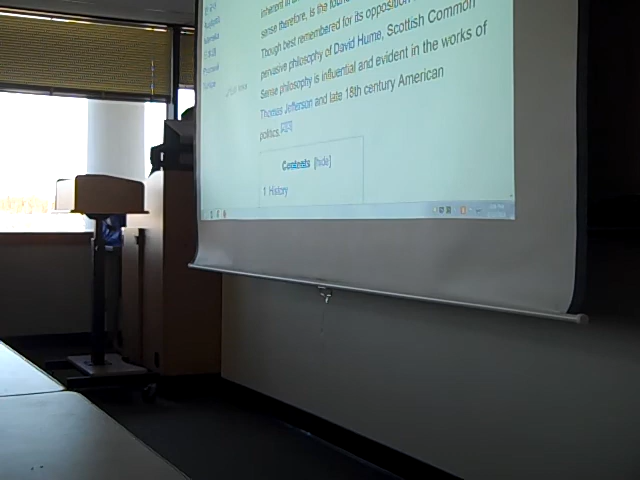 inherent in
sense therefore, is the
Though best remembered for its opposition
pervasive philosophy of David Hume, Scottish Common
Sense philosophy is influential and evident in the works of
Thomas Jefferson and late 18th century American
politics.
Contents [hide]
1 History